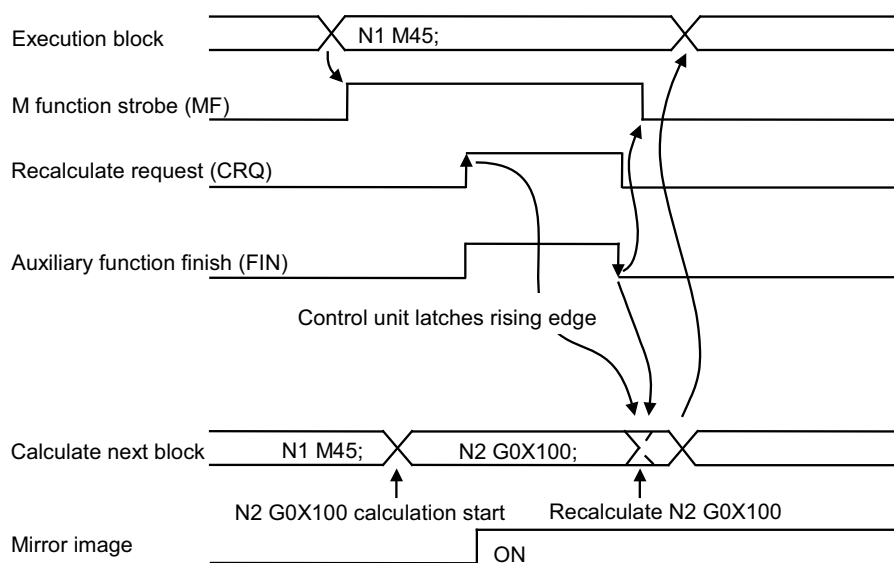 Execution block
N1 M45;
M function strobe (MF)
Recalculate request (CRQ)
Auxiliary function finish (FIN)
Control unit latches rising edge
Calculate next block
N1 M45;
N2 G0X100;
N2 G0X100 calculation start
Recalculate N2 G0X100
Mirror image
ON